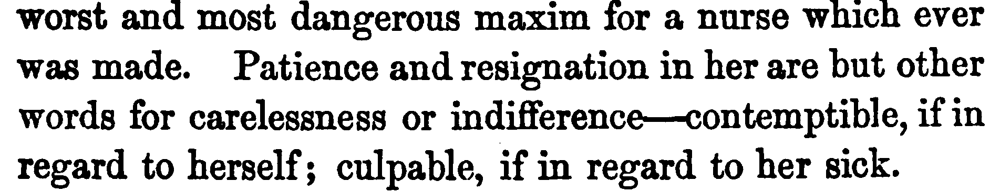 worst and most dangerous maxim for a nurse which ever
was made. Patience and resignation in her are but other
words for carelessness or indifference—contemptible, if in
regard to herself; culpable, if in regard to her sick.